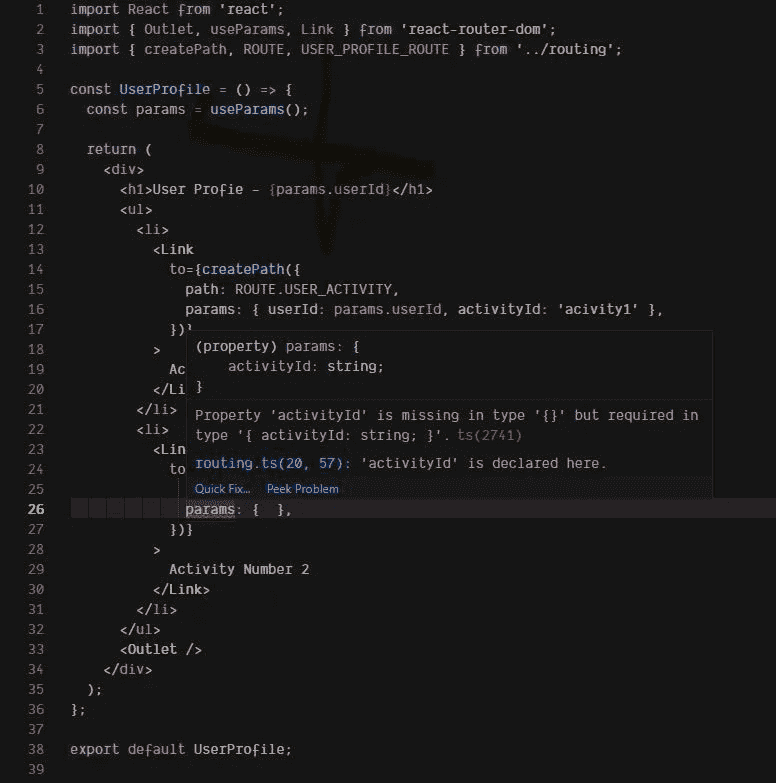 1 import React from 'react';
2 import { Outlet, useParams, Link } from 'react-router-dom';
3 import { createPath, ROUTE, USER_PROFILE_ROUTE } from '../routing';
4
5 const UserProfile = () => {
6 const params = useParams();
7
8 return (
9 <div>
10 <h1>User Profie - {params.userId}</h1>
11 <ul>
12 <li>
13 <Link
14 to={createPath({
15 path: ROUTE.USER_ACTIVITY,
16 params: { userId: params.userId, activityId: 'acivity1' },
17 })}
18 > (property) params: {
19 Ac activityId: string;
20 </Li }
21 </li> Property 'activityId' is missing in type '{}' but required in
22 <li> type '{ activityId: string; }'. ts(2741)
23 <Lin routing.ts(20, 57): 'activityId' is declared here.
24 to
25 Quick Fix... Peek Problem
26 params: { },
27 })}
28 >
29 Activity Number 2
30 </Link>
31 </li>
32 </ul>
33 <Outlet />
34 </div>
35 );
36 };
37
38 export default UserProfile;
39